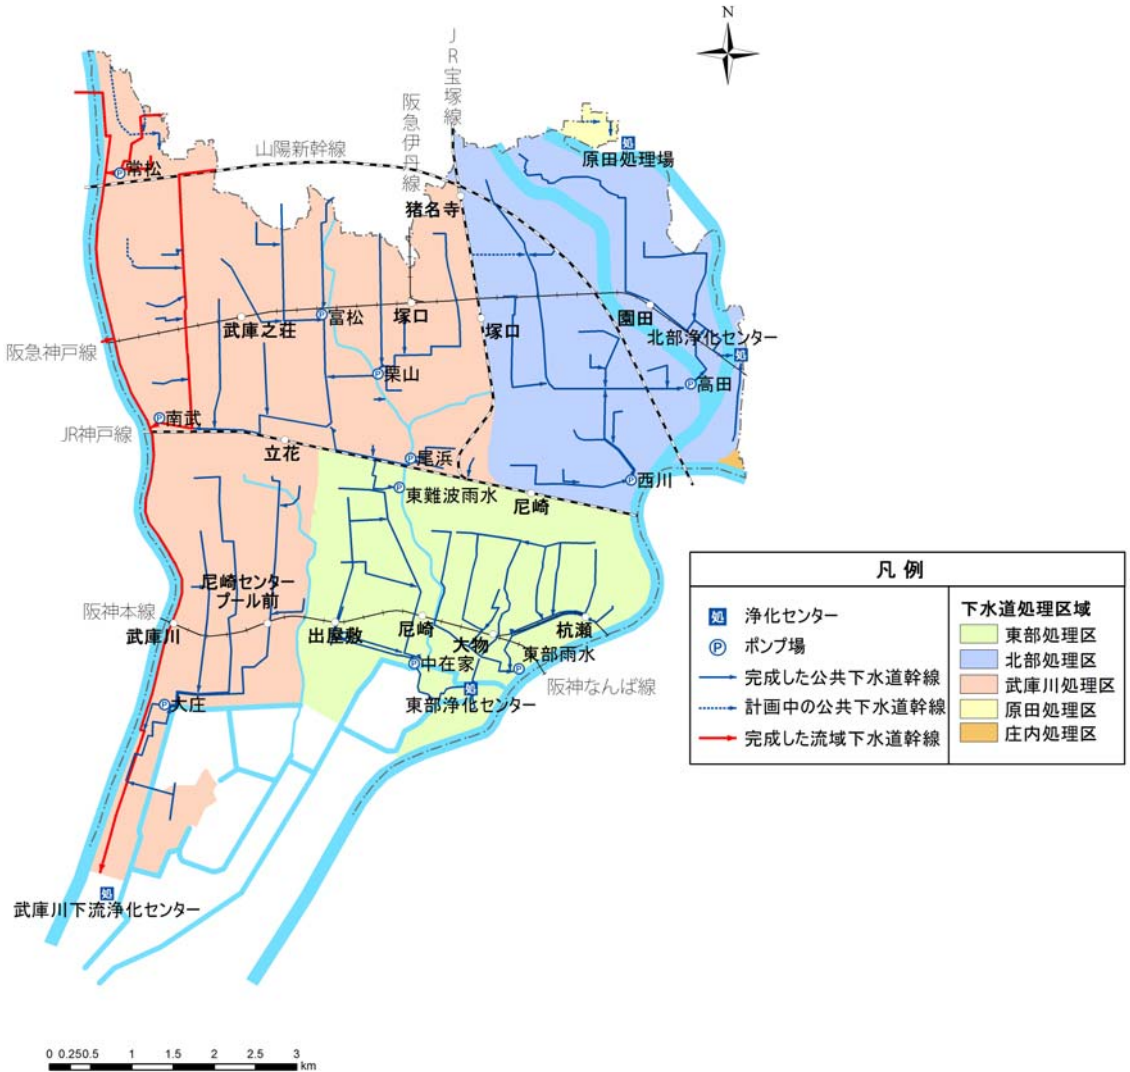 N
JR宝塚線
阪急伊丹線
山陽新幹線
処
原田処理場
P
常松
猪名寺
武庫之荘
P
富松
塚口
塚口
園田
北部浄化センター
処
阪急神戸線
P
栗山
P
高田
P
南武
JR神戸線
立花
P
尾浜
P
西川
P
東難波雨水
尼崎
尼崎センター
プール前
阪神本線
武庫川
出屋敷
尼崎
大物
杭瀬
P
東部雨水
P
中在家
阪神なんば線
処
東部浄化センター
P
大庄
処
武庫川下流浄化センター
凡例
処 浄化センター
P ポンプ場
完成した公共下水道幹線
計画中の公共下水道幹線
完成した流域下水道幹線
下水道処理区域
東部処理区
北部処理区
武庫川処理区
原田処理区
庄内処理区
0 0.250.5 1 1.5 2 2.5 3
km